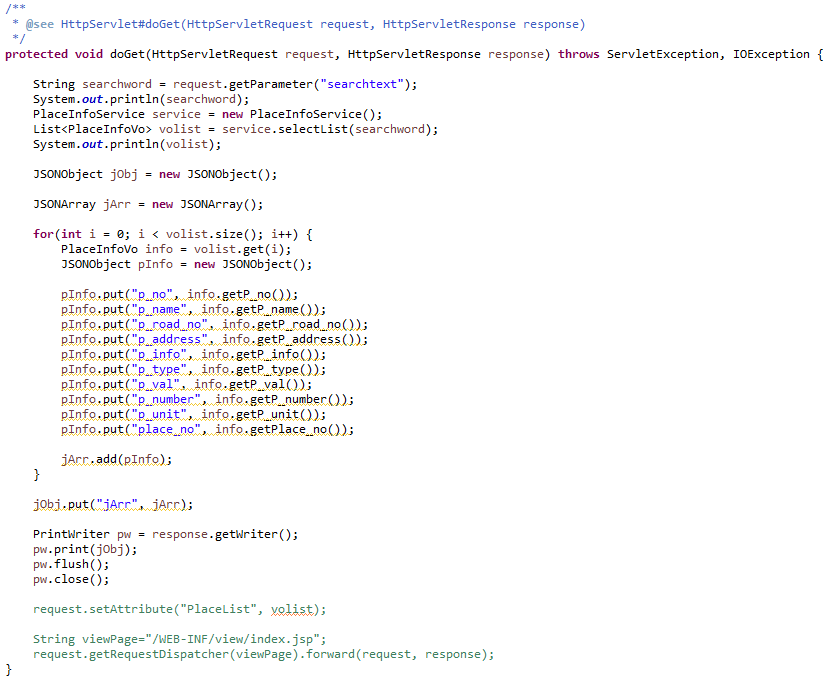 /**
 * @see HttpServlet#doGet(HttpServletRequest request, HttpServletResponse response)
 */
protected void doGet(HttpServletRequest request, HttpServletResponse response) throws ServletException, IOException {
String searchword = request.getParameter("searchtext");
System.out.println(searchword);
PlaceInfoService service = new PlaceInfoService();
List<PlaceInfoVo> volist = service.selectList(searchword);
System.out.println(volist);
JSONObject jObj = new JSONObject();
JSONArray jArr = new JSONArray();
for(int i = 0; i < volist.size(); i++) {
PlaceInfoVo info = volist.get(i);
JSONObject pInfo = new JSONObject();
pInfo.put("p_no", info.getP_no());
pInfo.put("p_name", info.getP_name());
pInfo.put("p_road_no", info.getP_road_no());
pInfo.put("p_address", info.getP_address());
pInfo.put("p_info", info.getP_info());
pInfo.put("p_type", info.getP_type());
pInfo.put("p_val", info.getP_val());
pInfo.put("p_number", info.getP_number());
pInfo.put("p_unit", info.getP_unit());
pInfo.put("place_no", info.getPlace_no());
jArr.add(pInfo);
}
jObj.put("jArr", jArr);
PrintWriter pw = response.getWriter();
pw.print(jObj);
pw.flush();
pw.close();
request.setAttribute("PlaceList", volist);
String viewPage="/WEB-INF/view/index.jsp";
request.getRequestDispatcher(viewPage).forward(request, response);
}